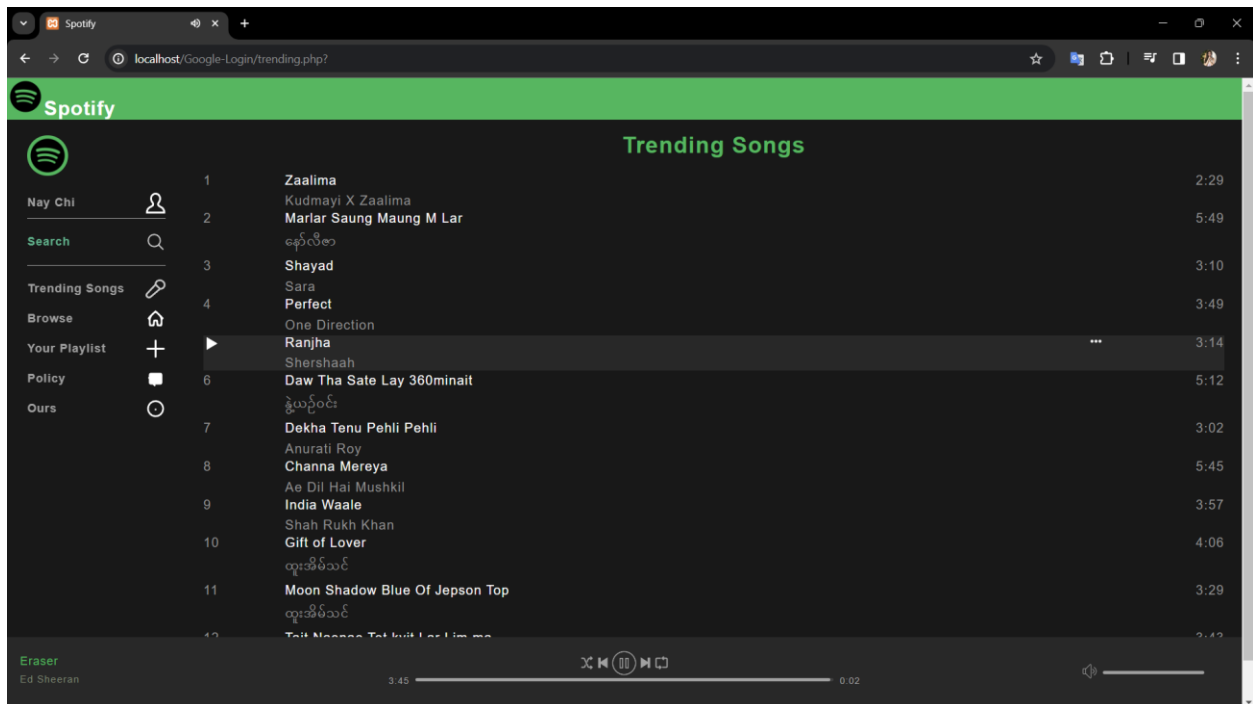 Spotify
localhost/Google-Login/trending.php?
Spotify
Trending Songs
Nay Chi
Search
Trending Songs
Browse
Your Playlist
Policy
Ours
1 Zaalima 2:29
Kudmayi X Zaalima
2 Marlar Saung Maung M Lar 5:49
နော်လီဇာ
3 Shayad 3:10
Sara
4 Perfect 3:49
One Direction
Ranjha ••• 3:14
Shershaah
6 Daw Tha Sate Lay 360minait 5:12
နွဲ့ယဉ်ဝင်း
7 Dekha Tenu Pehli Pehli 3:02
Anurati Roy
8 Channa Mereya 5:45
Ae Dil Hai Mushkil
9 India Waale 3:57
Shah Rukh Khan
10 Gift of Lover 4:06
ထူးအိမ်သင်
11 Moon Shadow Blue Of Jepson Top 3:29
ထူးအိမ်သင်
12 3:42
Eraser
Ed Sheeran
3:45 0:02